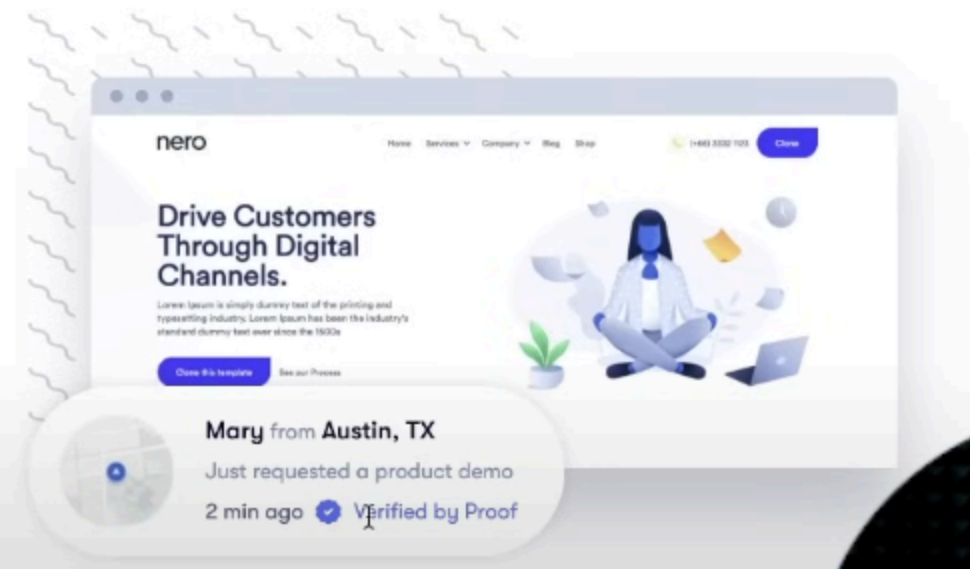 nero
Home Services Company Blog Shop (+66) 3332 1123 Clone
Drive Customers
Through Digital
Channels.
Lorem Ipsum is simply dummy text of the printing and
typesetting industry. Lorem Ipsum has been the industry's
standard dummy text ever since the 1500s
Clone this template See our Process
Mary from Austin, TX
Just requested a product demo
2 min ago Verified by Proof